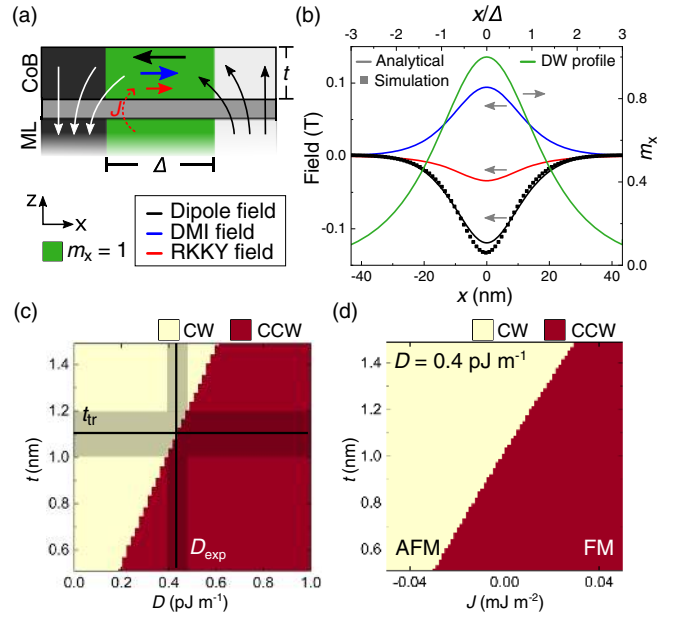 (a)
CoB
t
J
ML
Δ
z
x
mx = 1
Dipole field
DMI field
RKKY field
(b)
x/Δ
-3 -2 -1 0 1 2 3
Analytical
Simulation
DW profile
Field (T)
0.1
0.0
-0.1
mx
0.8
0.4
0.0
-40 -20 0 20 40
x (nm)
(c)
CW CCW
t (nm)
1.4
1.2
1.0
0.8
0.6
ttr
Dexp
0.0 0.2 0.4 0.6 0.8 1.0
D (pJ m-1)
(d)
CW CCW
D = 0.4 pJ m-1
t (nm)
1.4
1.2
1.0
0.8
0.6
AFM FM
-0.04 0.00 0.04
J (mJ m-2)